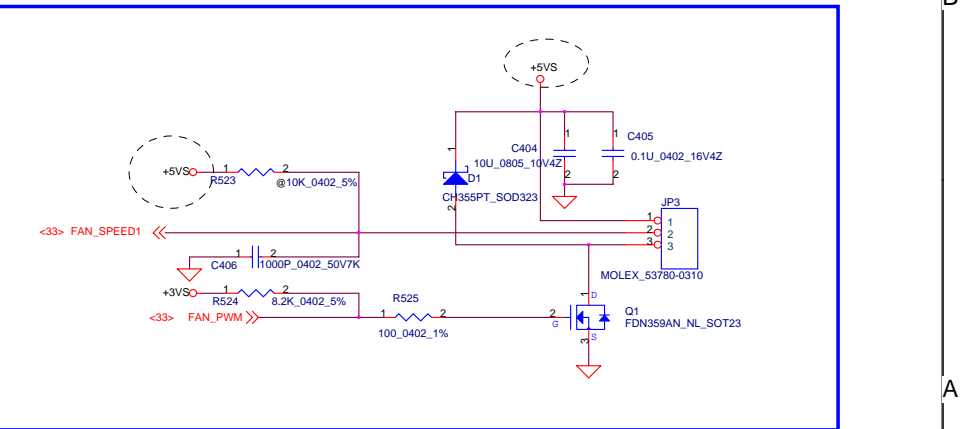 B
+5VS
1
1
1
C404
C405
10U_0805_10V4Z
0.1U_0402_16V4Z
2
2
D1
CH355PT_SOD323
2
+5VS
1
2
R523
@10K_0402_5%
JP3
1
1
2
2
3
3
MOLEX_53780-0310
<33> FAN_SPEED1
1
2
C406
1000P_0402_50V7K
+3VS
1
2
R524
8.2K_0402_5%
<33> FAN_PWM
R525
1
2
100_0402_1%
1
D
2
G
S
3
Q1
FDN359AN_NL_SOT23
A